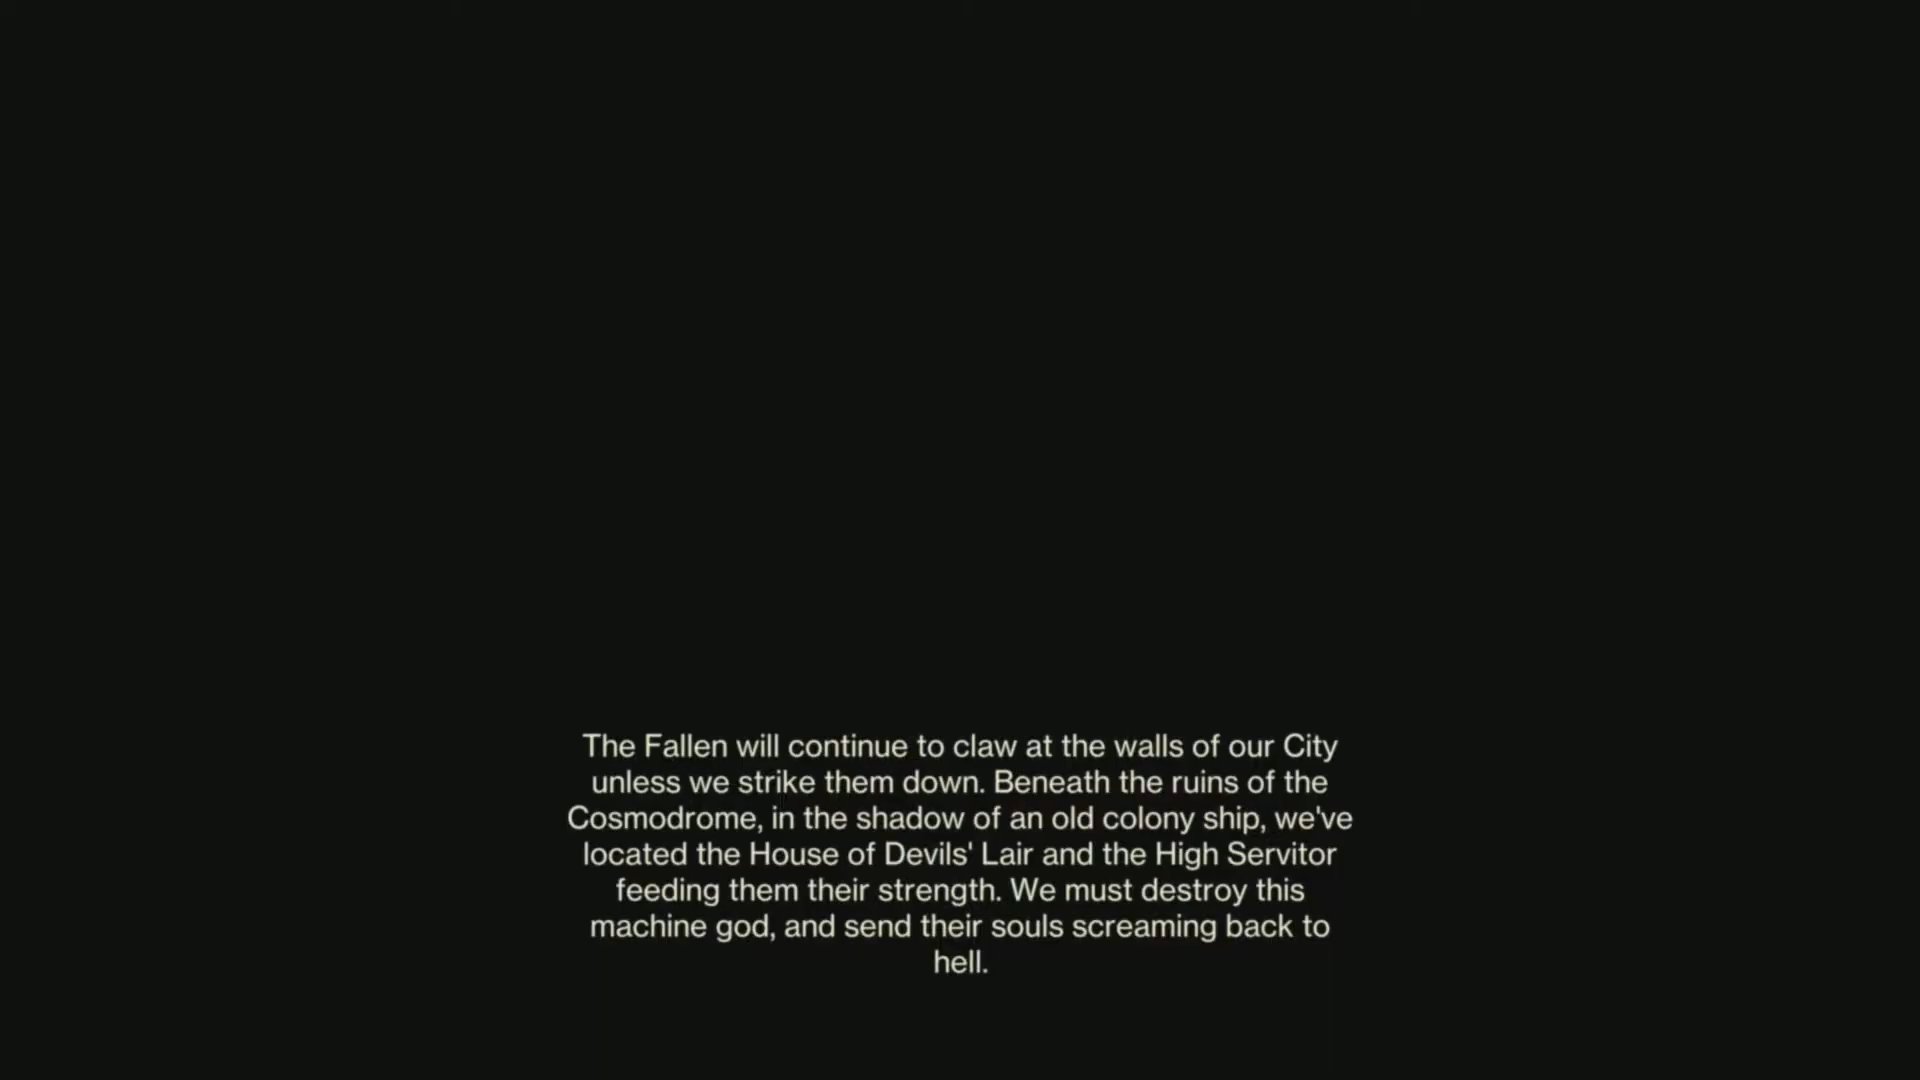 The Fallen will continue to claw at the walls of our City
unless we strike them down. Beneath the ruins of the
Cosmodrome, in the shadow of an old colony ship, we've
located the House of Devils' Lair and the High Servitor
feeding them their strength. We must destroy this
machine god, and send their souls screaming back to
hell.